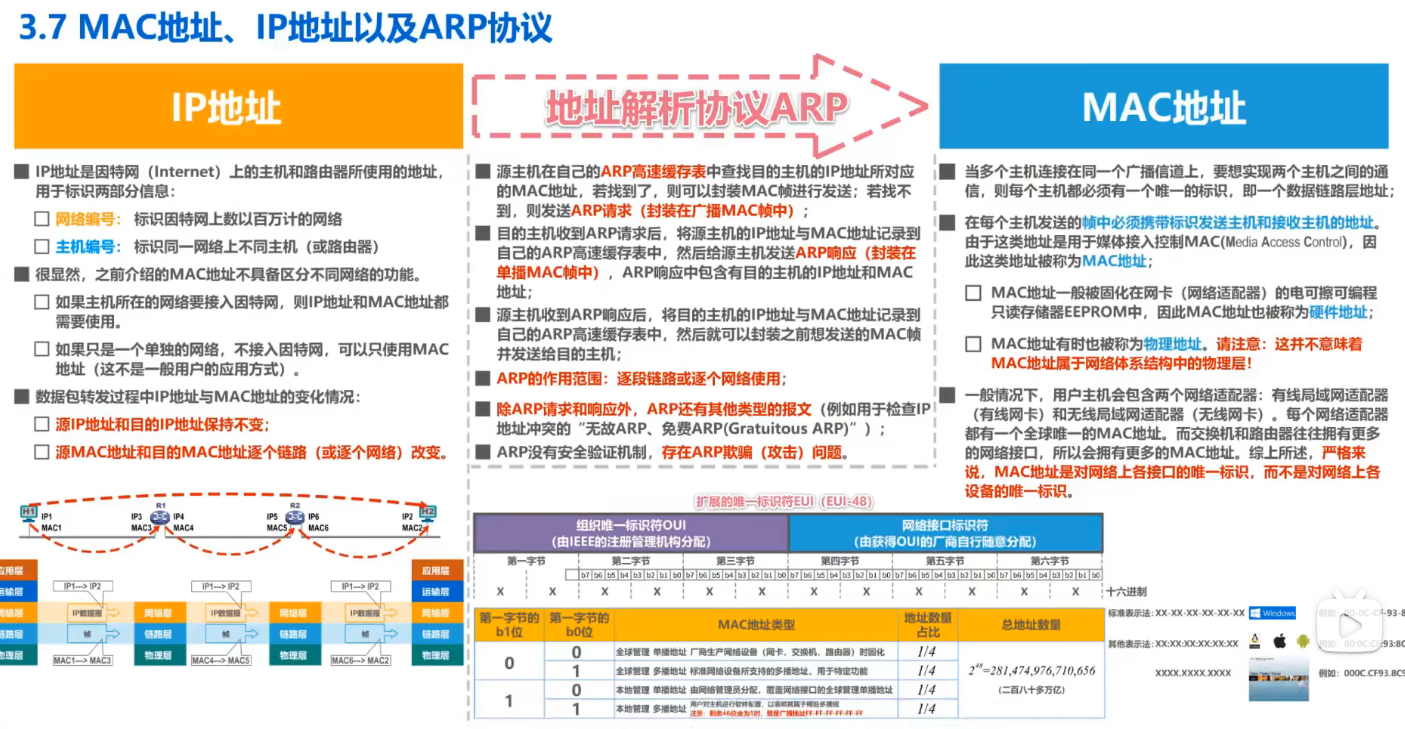 3.7 MAC地址、IP地址以及ARP协议
IP地址
IP地址是因特网（Internet）上的主机和路由器所使用的地址，
用于标识两部分信息：
网络编号： 标识因特网上数以百万计的网络
主机编号： 标识同一网络上不同主机（或路由器）
很显然，之前介绍的MAC地址不具备区分不同网络的功能。
如果主机所在的网络要接入因特网，则IP地址和MAC地址都
需要使用。
如果只是一个单独的网络，不接入因特网，可以只使用MAC
地址（这不是一般用户的应用方式）。
数据包转发过程中IP地址与MAC地址的变化情况：
源IP地址和目的IP地址保持不变；
源MAC地址和目的MAC地址逐个链路（或逐个网络）改变。
H1 IP1 MAC1
IP3 MAC3 R1 IP4 MAC4
IP5 MAC5 R2 IP6 MAC6
IP2 MAC2 H2
应用层 应用层
运输层 IP1---> IP2 IP1---> IP2 IP1---> IP2 运输层
网络层 IP数据报 网络层 IP数据报 网络层 IP数据报 网络层
链路层 帧 链路层 帧 链路层 帧 链路层
物理层 物理层 物理层 物理层
MAC1---> MAC3 MAC4---> MAC5 MAC6---> MAC2
地址解析协议ARP
源主机在自己的ARP高速缓存表中查找目的主机的IP地址所对应
的MAC地址，若找到了，则可以封装MAC帧进行发送；若找不
到，则发送ARP请求（封装在广播MAC帧中）；
目的主机收到ARP请求后，将源主机的IP地址与MAC地址记录到
自己的ARP高速缓存表中，然后给源主机发送ARP响应（封装在
单播MAC帧中），ARP响应中包含有目的主机的IP地址和MAC
地址；
源主机收到ARP响应后，将目的主机的IP地址与MAC地址记录到
自己的ARP高速缓存表中，然后就可以封装之前想发送的MAC帧
并发送给目的主机；
ARP的作用范围：逐段链路或逐个网络使用；
除ARP请求和响应外，ARP还有其他类型的报文（例如用于检查IP
地址冲突的“无故ARP、免费ARP(Gratuitous ARP)”）；
ARP没有安全验证机制，存在ARP欺骗（攻击）问题。
MAC地址
当多个主机连接在同一个广播信道上，要想实现两个主机之间的通
信，则每个主机都必须有一个唯一的标识，即一个数据链路层地址；
在每个主机发送的帧中必须携带标识发送主机和接收主机的地址。
由于这类地址是用于媒体接入控制MAC(Media Access Control)，因
此这类地址被称为MAC地址；
MAC地址一般被固化在网卡（网络适配器）的电可擦可编程
只读存储器EEPROM中，因此MAC地址也被称为硬件地址；
MAC地址有时也被称为物理地址。请注意：这并不意味着
MAC地址属于网络体系结构中的物理层！
一般情况下，用户主机会包含两个网络适配器：有线局域网适配器
（有线网卡）和无线局域网适配器（无线网卡）。每个网络适配器
都有一个全球唯一的MAC地址。而交换机和路由器往往拥有更多
的网络接口，所以会拥有更多的MAC地址。综上所述，严格来
说，MAC地址是对网络上各接口的唯一标识，而不是对网络上各
设备的唯一标识。
扩展的唯一标识符EUI（EUI-48）
组织唯一标识符OUI 网络接口标识符
（由IEEE的注册管理机构分配） （由获得OUI的厂商自行随意分配）
第一字节 第二字节 第三字节 第四字节 第五字节 第六字节
b7 b6 b5 b4 b3 b2 b1 b0 b7 b6 b5 b4 b3 b2 b1 b0 b7 b6 b5 b4 b3 b2 b1 b0 b7 b6 b5 b4 b3 b2 b1 b0 b7 b6 b5 b4 b3 b2 b1 b0
X X X X X X X X X X X X 十六进制
第一字节的b1位 第一字节的b0位 MAC地址类型 地址数量占比 总地址数量
0 0 全球管理 单播地址 厂商生产网络设备（网卡，交换机，路由器）时固化 1/4
1 全球管理 多播地址 标准网络设备所支持的多播地址，用于特定功能 1/4
1 0 本地管理 单播地址 由网络管理员分配，覆盖网络接口的全球管理单播地址 1/4
1 本地管理 多播地址 用户对主机进行软件配置，以表明其属于哪些多播组 1/4
注意：剩余46位全为1时，就是广播地址FF-FF-FF-FF-FF-FF
2⁴⁸=281,474,976,710,656
（二百八十多万亿）
标准表示法：XX-XX-XX-XX-XX-XX Windows
其他表示法：XX:XX:XX:XX:XX:XX
XXXX.XXXX.XXXX 例如：000C.CF93.8C9